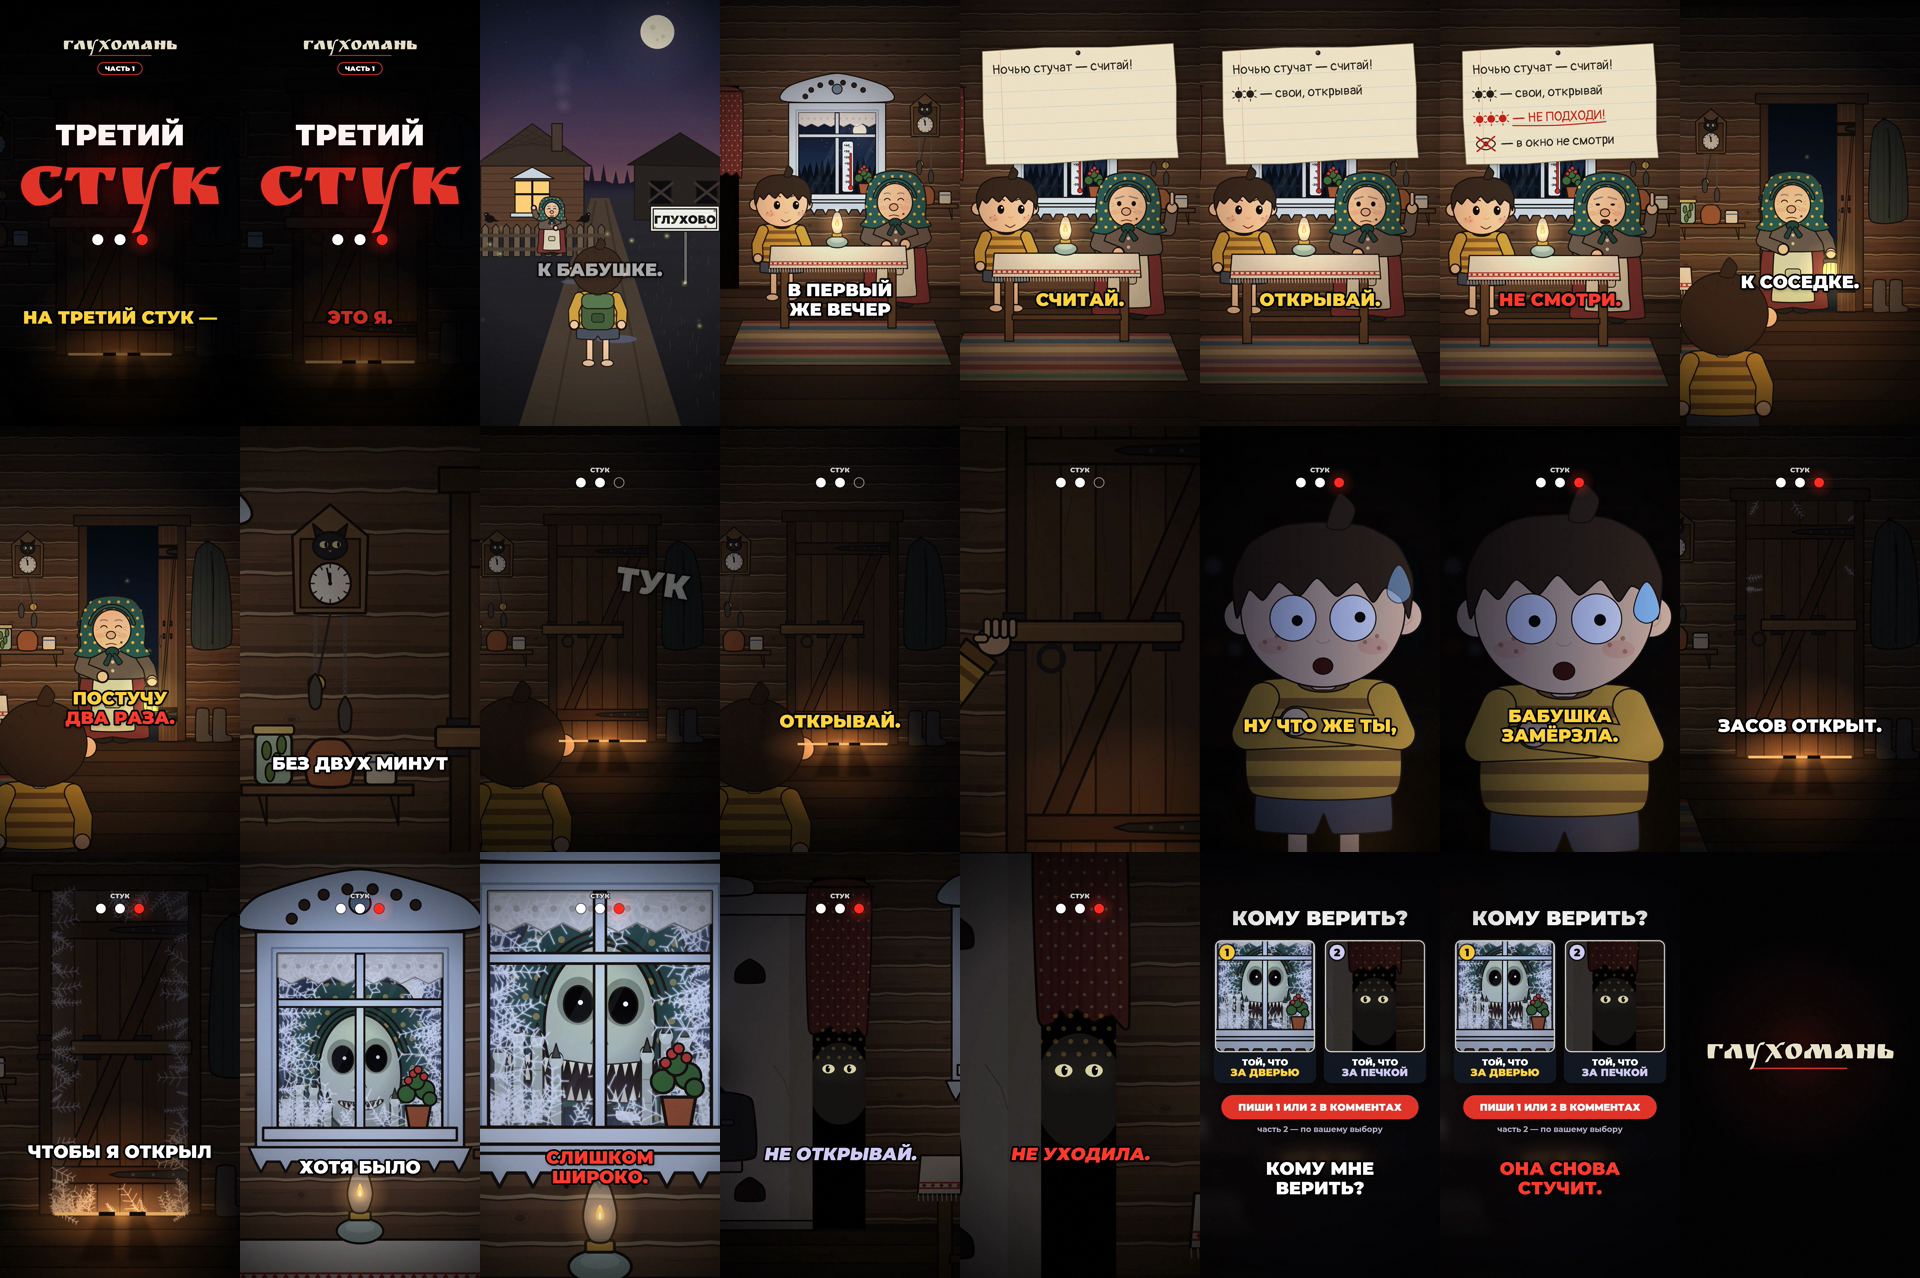 глухомань
ЧАСТЬ 1
ТРЕТИЙ
СТУК
НА ТРЕТИЙ СТУК —
глухомань
ЧАСТЬ 1
ТРЕТИЙ
СТУК
ЭТО Я.
ГЛУХОВО
К БАБУШКЕ.
В ПЕРВЫЙ
ЖЕ ВЕЧЕР
Ночью стучат — считай!
СЧИТАЙ.
Ночью стучат — считай!
— свои, открывай
ОТКРЫВАЙ.
Ночью стучат — считай!
— свои, открывай
— НЕ ПОДХОДИ!
— в окно не смотри
НЕ СМОТРИ.
К СОСЕДКЕ.
ПОСТУЧУ
ДВА РАЗА.
БЕЗ ДВУХ МИНУТ
СТУК
ТУК
СТУК
ОТКРЫВАЙ.
СТУК
СТУК
НУ ЧТО ЖЕ ТЫ,
СТУК
БАБУШКА
ЗАМЁРЗЛА.
СТУК
ЗАСОВ ОТКРЫТ.
СТУК
ЧТОБЫ Я ОТКРЫЛ
СТУК
ХОТЯ БЫЛО
СТУК
СЛИШКОМ
ШИРОКО.
СТУК
НЕ ОТКРЫВАЙ.
СТУК
НЕ УХОДИЛА.
КОМУ ВЕРИТЬ?
1
2
ТОЙ, ЧТО
ЗА ДВЕРЬЮ
ТОЙ, ЧТО
ЗА ПЕЧКОЙ
ПИШИ 1 ИЛИ 2 В КОММЕНТАХ
часть 2 — по вашему выбору
КОМУ МНЕ
ВЕРИТЬ?
КОМУ ВЕРИТЬ?
1
2
ТОЙ, ЧТО
ЗА ДВЕРЬЮ
ТОЙ, ЧТО
ЗА ПЕЧКОЙ
ПИШИ 1 ИЛИ 2 В КОММЕНТАХ
часть 2 — по вашему выбору
ОНА СНОВА
СТУЧИТ.
глухомань